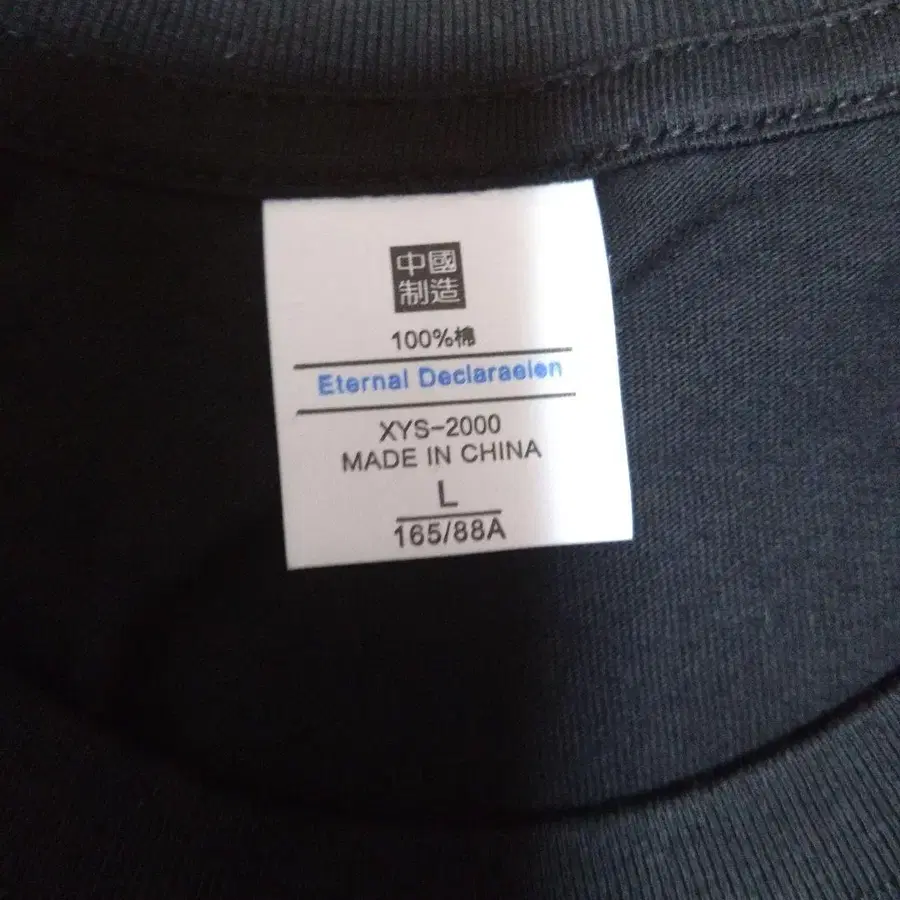 中國
制造
100%棉
Eternal Declaraeien
XYS-2000
MADE IN CHINA
L
165/88A